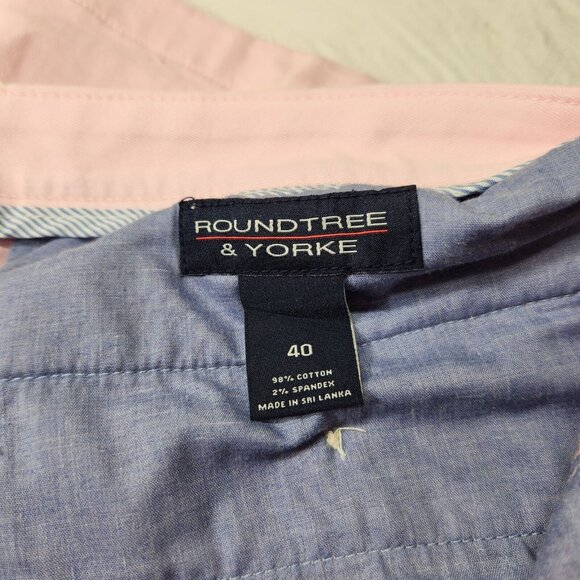 ROUNDTREE
& YORKE
40
98% COTTON
2% SPANDEX
MADE IN SRI LANKA